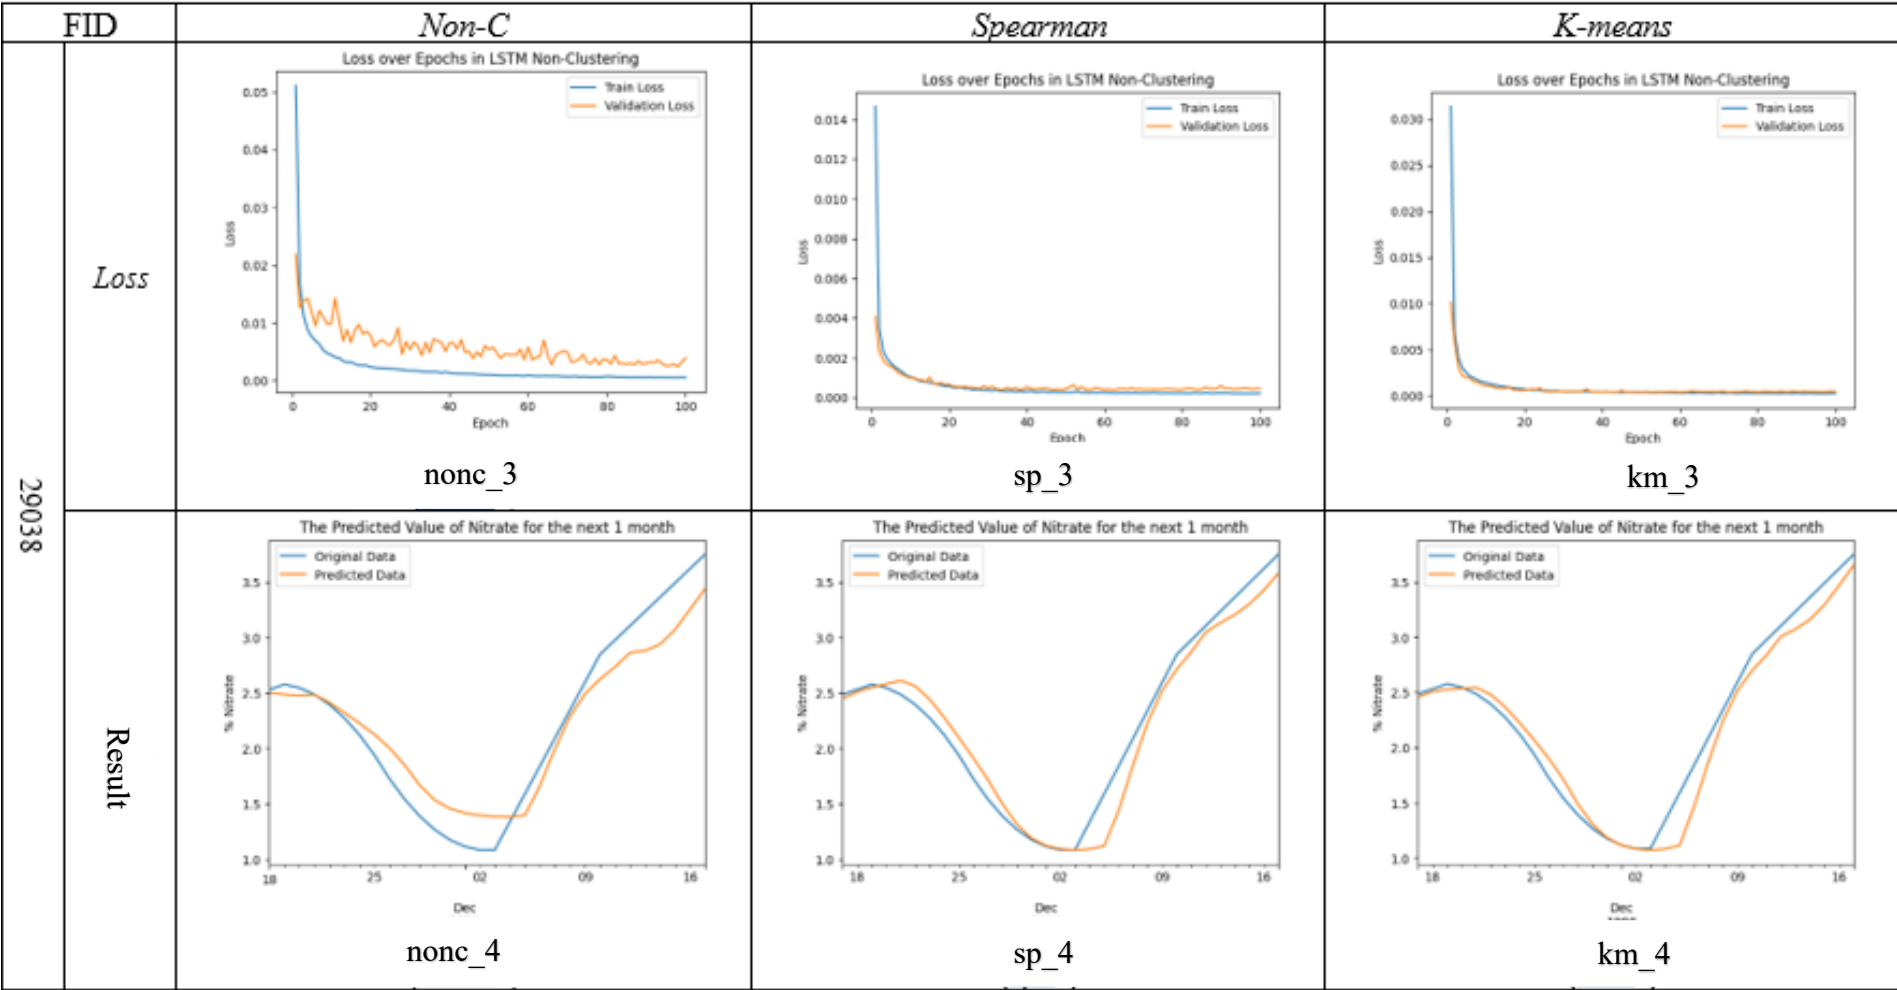 FID
Non-C
Spearman
K-means
29038
Loss
Loss over Epochs in LSTM Non-Clustering
Train Loss
Validation Loss
0.05
0.04
0.03
0.02
0.01
0.00
Loss
0 20 40 60 80 100
Epoch
nonc_3
Loss over Epochs in LSTM Non-Clustering
Train Loss
Validation Loss
0.014
0.012
0.010
0.008
0.006
0.004
0.002
0.000
Loss
0 20 40 60 80 100
Epoch
sp_3
Loss over Epochs in LSTM Non-Clustering
Train Loss
Validation Loss
0.030
0.025
0.020
0.015
0.010
0.005
0.000
Loss
0 20 40 60 80 100
Epoch
km_3
Result
The Predicted Value of Nitrate for the next 1 month
Original Data
Predicted Data
3.5
3.0
2.5
2.0
1.5
1.0
% Nitrate
18 25 02 09 16
Dec
nonc_4
The Predicted Value of Nitrate for the next 1 month
Original Data
Predicted Data
3.5
3.0
2.5
2.0
1.5
1.0
% Nitrate
18 25 02 09 16
Dec
sp_4
The Predicted Value of Nitrate for the next 1 month
Original Data
Predicted Data
3.5
3.0
2.5
2.0
1.5
1.0
% Nitrate
18 25 02 09 16
Dec
km_4